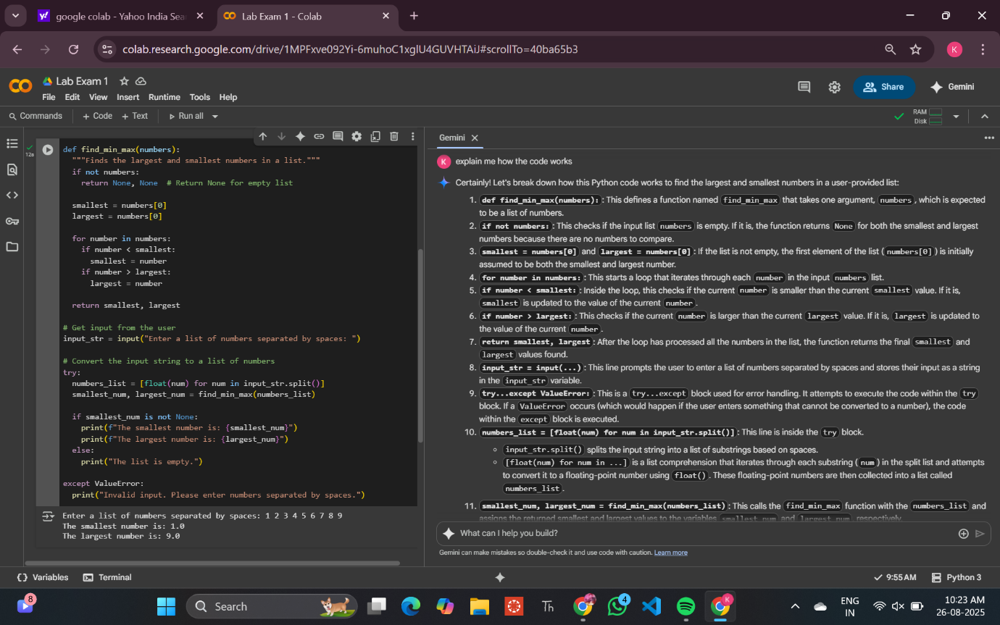 google colab - Yahoo India Sea
Lab Exam 1 - Colab
colab.research.google.com/drive/1MPFxve092Yi-6muhoC1xglU4GUVHTAiJ#scrollTo=40ba65b3
K
Lab Exam 1
File Edit View Insert Runtime Tools Help
Share
Gemini
Commands + Code + Text Run all
RAM
Disk
12s
def find_min_max(numbers):
"""Finds the largest and smallest numbers in a list."""
if not numbers:
return None, None # Return None for empty list
smallest = numbers[0]
largest = numbers[0]
for number in numbers:
if number < smallest:
smallest = number
if number > largest:
largest = number
return smallest, largest
# Get input from the user
input_str = input("Enter a list of numbers separated by spaces: ")
# Convert the input string to a list of numbers
try:
numbers_list = [float(num) for num in input_str.split()]
smallest_num, largest_num = find_min_max(numbers_list)
if smallest_num is not None:
print(f"The smallest number is: {smallest_num}")
print(f"The largest number is: {largest_num}")
else:
print("The list is empty.")
except ValueError:
print("Invalid input. Please enter numbers separated by spaces.")
Enter a list of numbers separated by spaces: 1 2 3 4 5 6 7 8 9
The smallest number is: 1.0
The largest number is: 9.0
Gemini
K explain me how the code works
Certainly! Let's break down how this Python code works to find the largest and smallest numbers in a user-provided list:
1. def find_min_max(numbers): : This defines a function named find_min_max that takes one argument, numbers, which is expected
to be a list of numbers.
2. if not numbers: : This checks if the input list numbers is empty. If it is, the function returns None for both the smallest and largest
numbers because there are no numbers to compare.
3. smallest = numbers[0] and largest = numbers[0] : If the list is not empty, the first element of the list ( numbers[0] ) is initially
assumed to be both the smallest and largest number.
4. for number in numbers: : This starts a loop that iterates through each number in the input numbers list.
5. if number < smallest: : Inside the loop, this checks if the current number is smaller than the current smallest value. If it is,
smallest is updated to the value of the current number.
6. if number > largest: : This checks if the current number is larger than the current largest value. If it is, largest is updated to
the value of the current number.
7. return smallest, largest : After the loop has processed all the numbers in the list, the function returns the final smallest and
largest values found.
8. input_str = input(...) : This line prompts the user to enter a list of numbers separated by spaces and stores their input as a string
in the input_str variable.
9. try...except ValueError: : This is a try...except block used for error handling. It attempts to execute the code within the try
block. If a ValueError occurs (which would happen if the user enters something that cannot be converted to a number), the code
within the except block is executed.
10. numbers_list = [float(num) for num in input_str.split()] : This line is inside the try block.
input_str.split() splits the input string into a list of substrings based on spaces.
[float(num) for num in ...] is a list comprehension that iterates through each substring ( num ) in the split list and attempts
to convert it to a floating-point number using float(). These floating-point numbers are then collected into a list called
numbers_list.
11. smallest_num, largest_num = find_min_max(numbers_list) : This calls the find_min_max function with the numbers_list and
assigns the returned smallest and largest values to the variables smallest_num and largest_num respectively.
What can I help you build?
Gemini can make mistakes so double-check it and use code with caution. Learn more
Variables Terminal
9:55 AM Python 3
8
Search
Th
4
K
ENG
IN
10:23 AM
26-08-2025